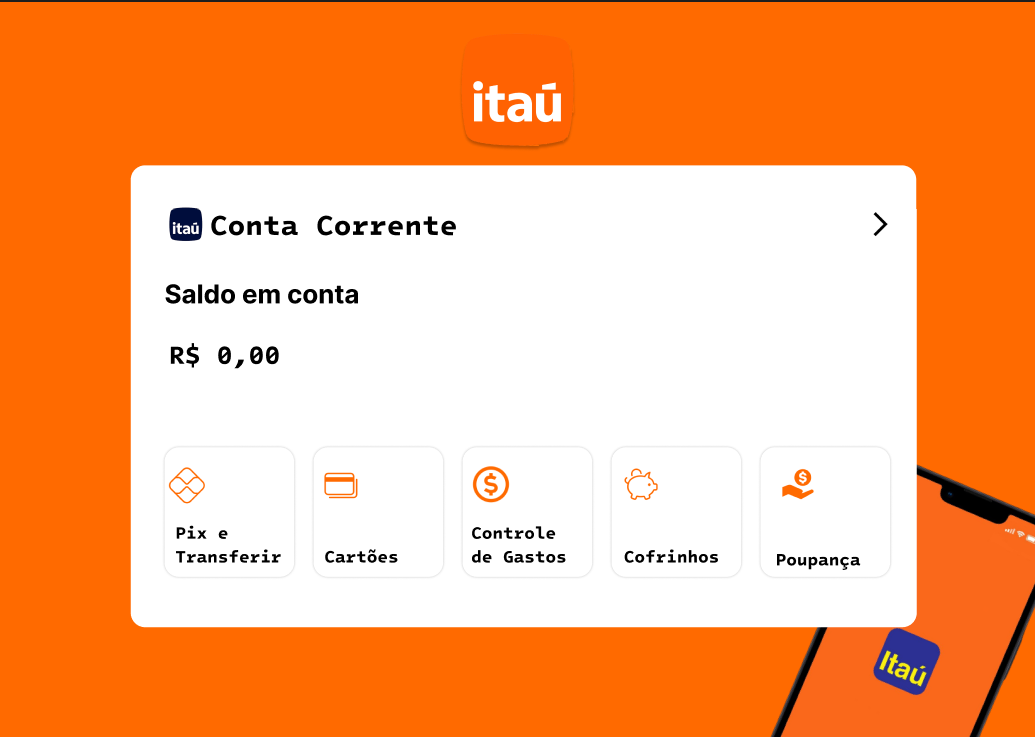 itaú
itaú Conta Corrente
Saldo em conta
R$ 0,00
Pix e
Transferir
Cartões
Controle
de Gastos
Cofrinhos
Poupança
Itaú